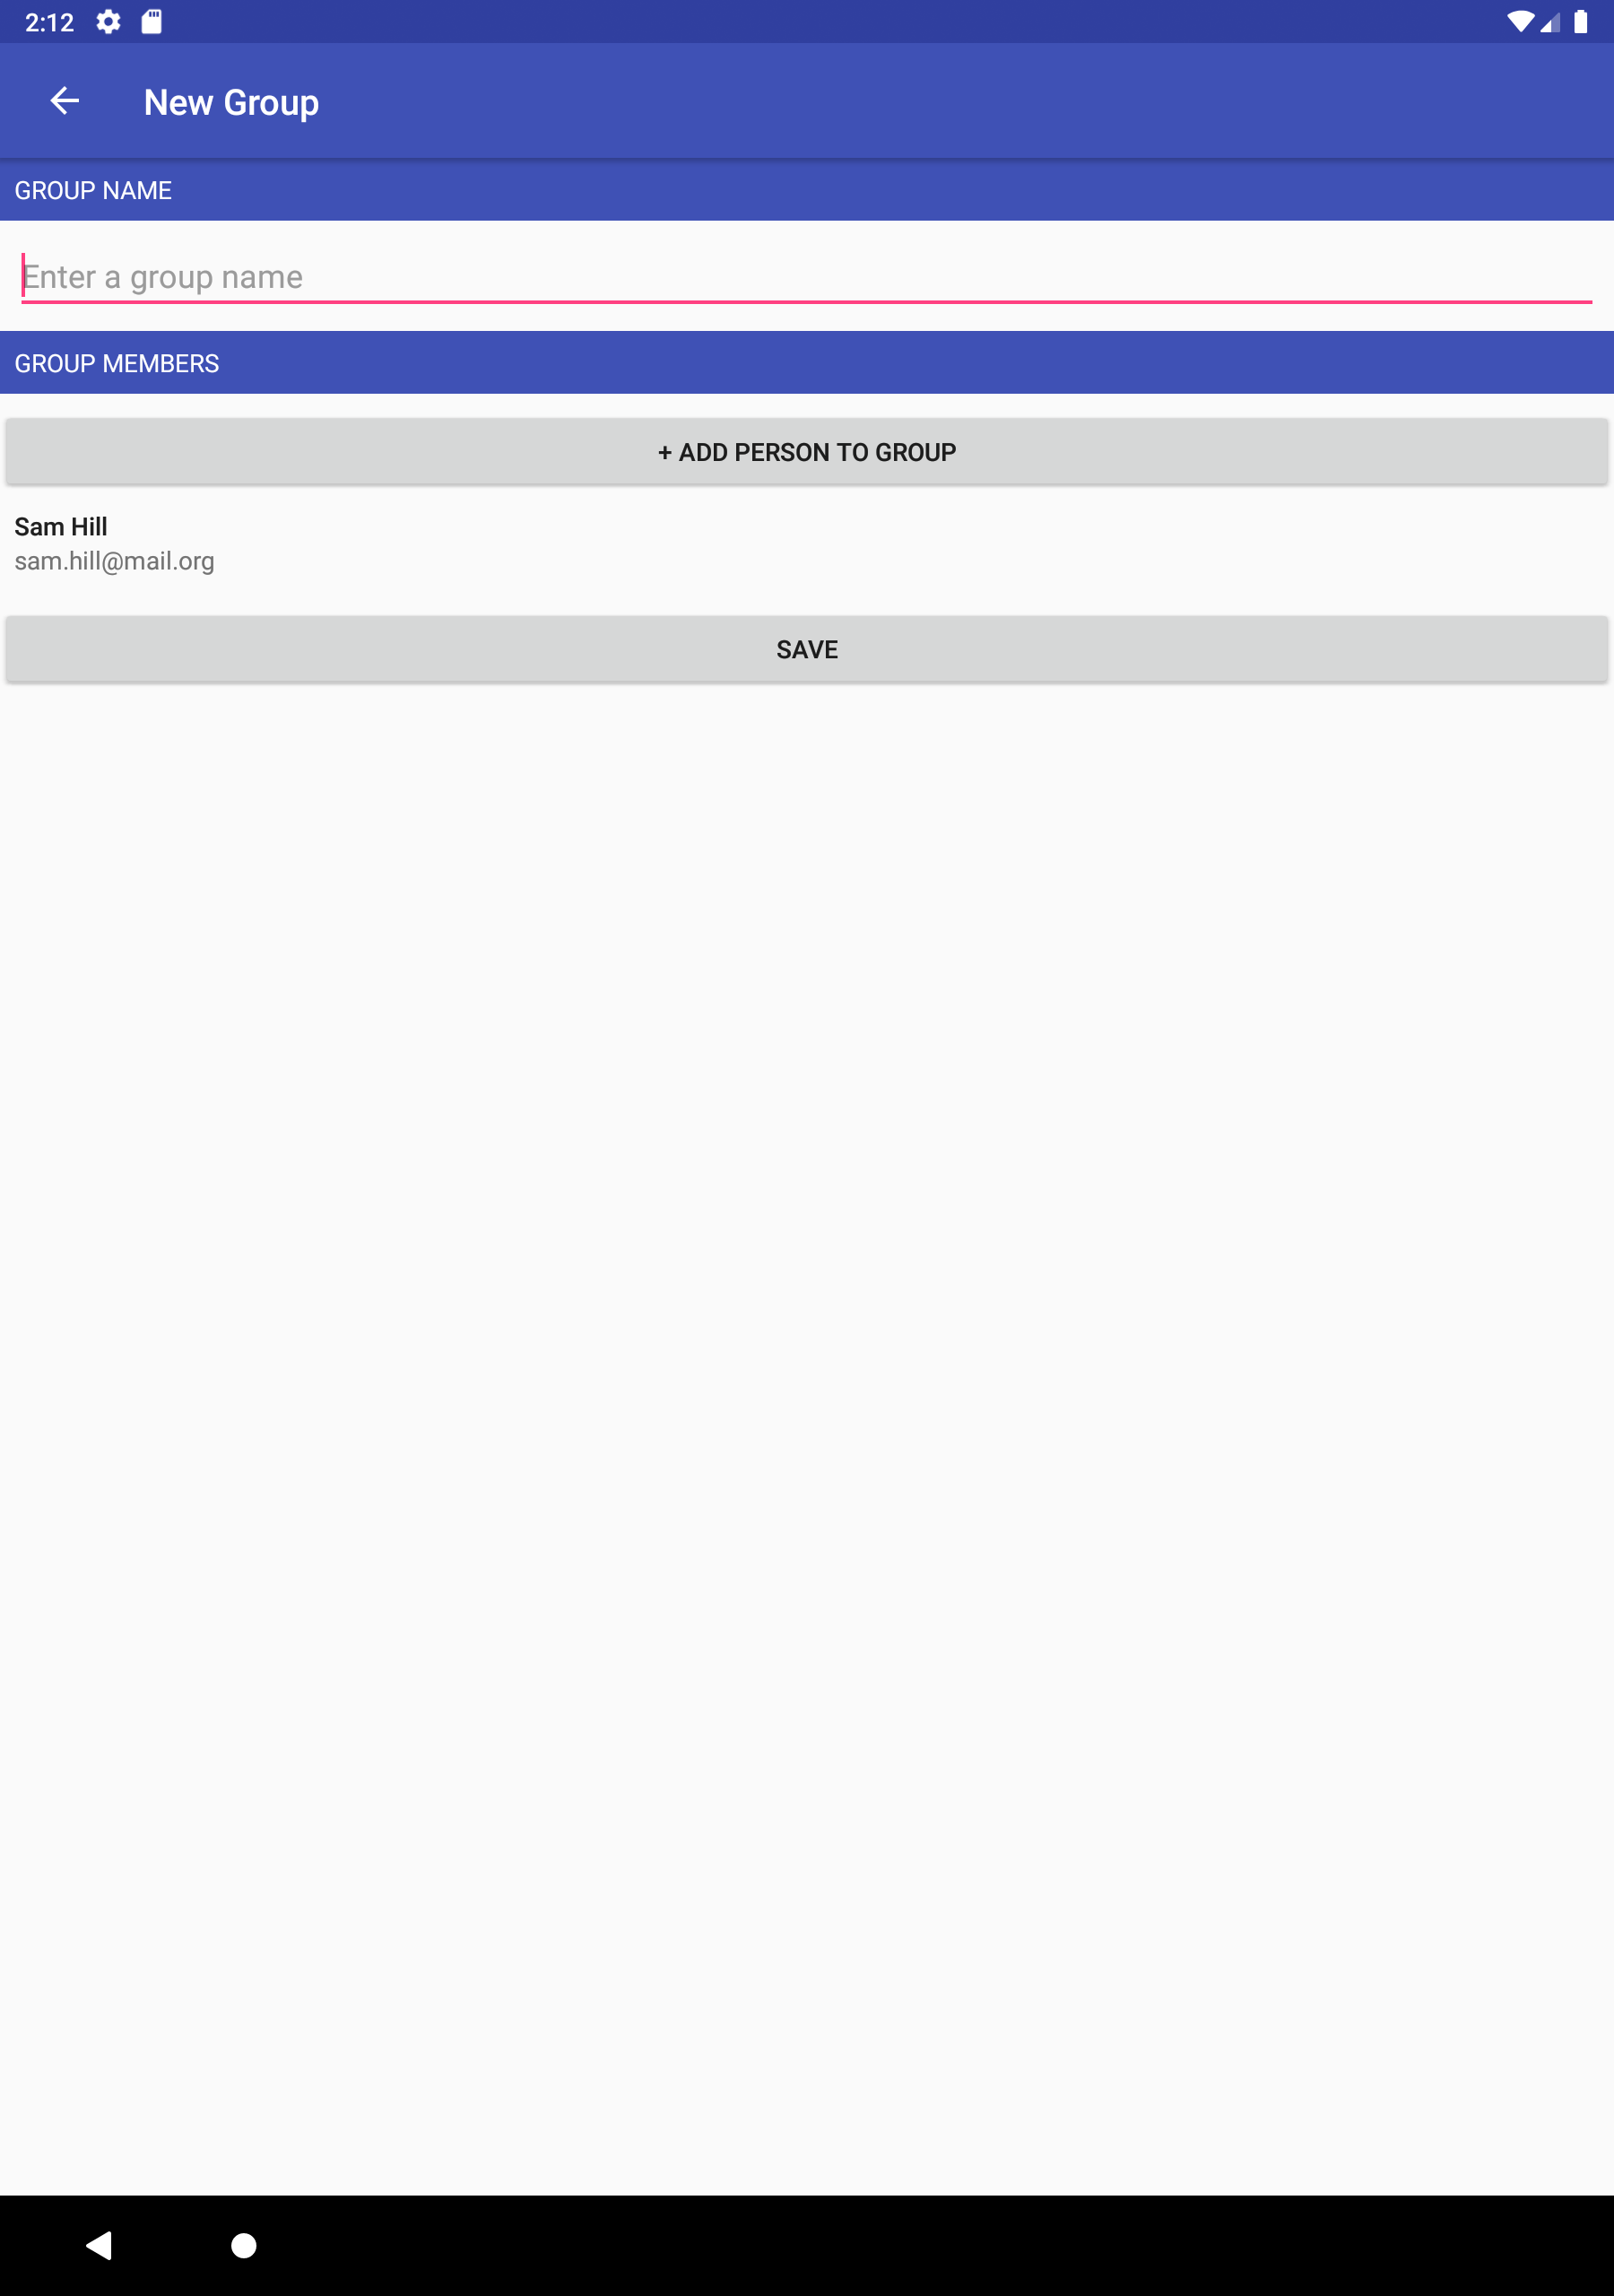 2:12
New Group
GROUP NAME
Enter a group name
GROUP MEMBERS
+ ADD PERSON TO GROUP
Sam Hill
sam.hill@mail.org
SAVE